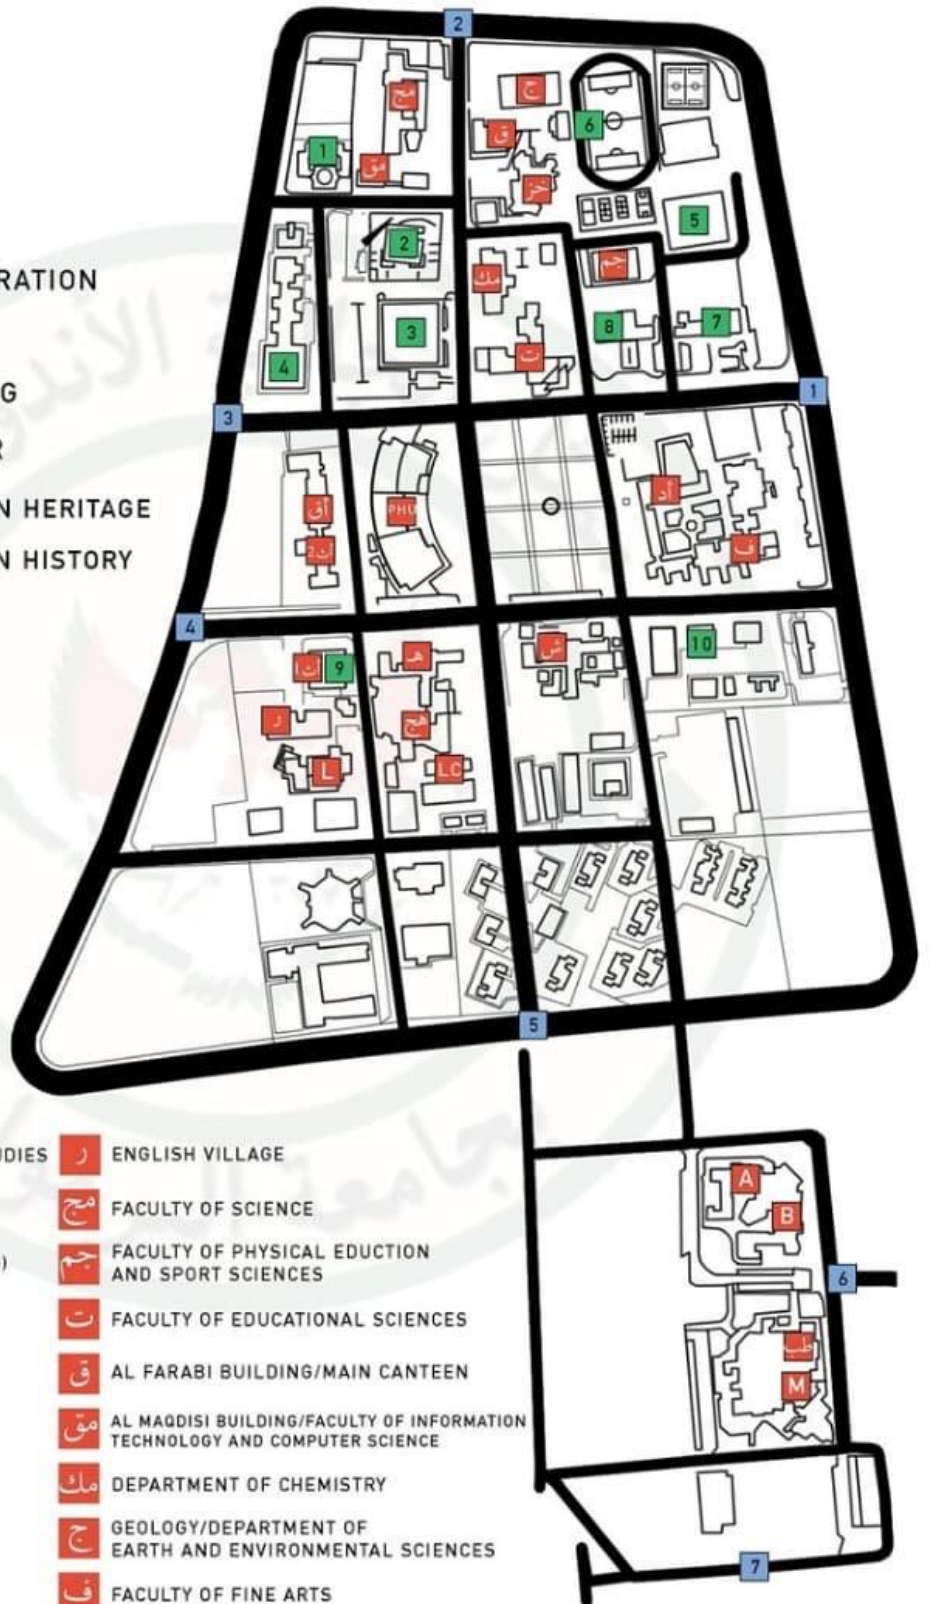 2
مج
ج
6
ق
1
مق
خز
5
2
مك
جم
3
8
7
ت
4
1
3
أد
أق
PHU
ف
ن2
4
ش
10
هـ
ن1
9
ر
هج
L
LC
5
RATION
G
R
N HERITAGE
N HISTORY
A
B
6
طب
M
7
UDIES
ر ENGLISH VILLAGE
مج FACULTY OF SCIENCE
)
جم FACULTY OF PHYSICAL EDUCTION
AND SPORT SCIENCES
ت FACULTY OF EDUCATIONAL SCIENCES
ق AL FARABI BUILDING/MAIN CANTEEN
مق AL MAQDISI BUILDING/FACULTY OF INFORMATION
TECHNOLOGY AND COMPUTER SCIENCE
مك DEPARTMENT OF CHEMISTRY
ج GEOLOGY/DEPARTMENT OF
EARTH AND ENVIRONMENTAL SCIENCES
ف FACULTY OF FINE ARTS